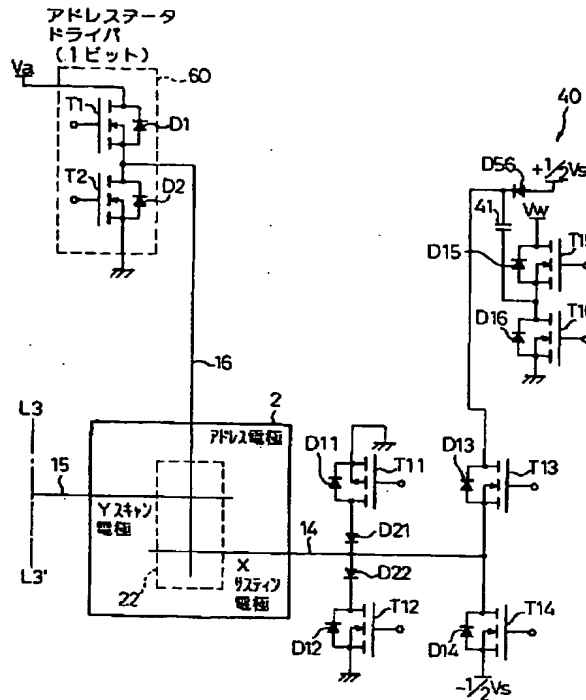 アドレスデータ
ドライバ
(1ビット)
Va
60
T1
D1
T2
D2
40
+1/2Vs
D56
41
Vw
T15
D15
D16
16
2
アドレス電極
L3
15
Yスキャン
電極
D11
T11
D13
T13
D21
14
X
サスティン
電極
22
D22
L3'
D12
T12
D14
T14
-1/2Vs